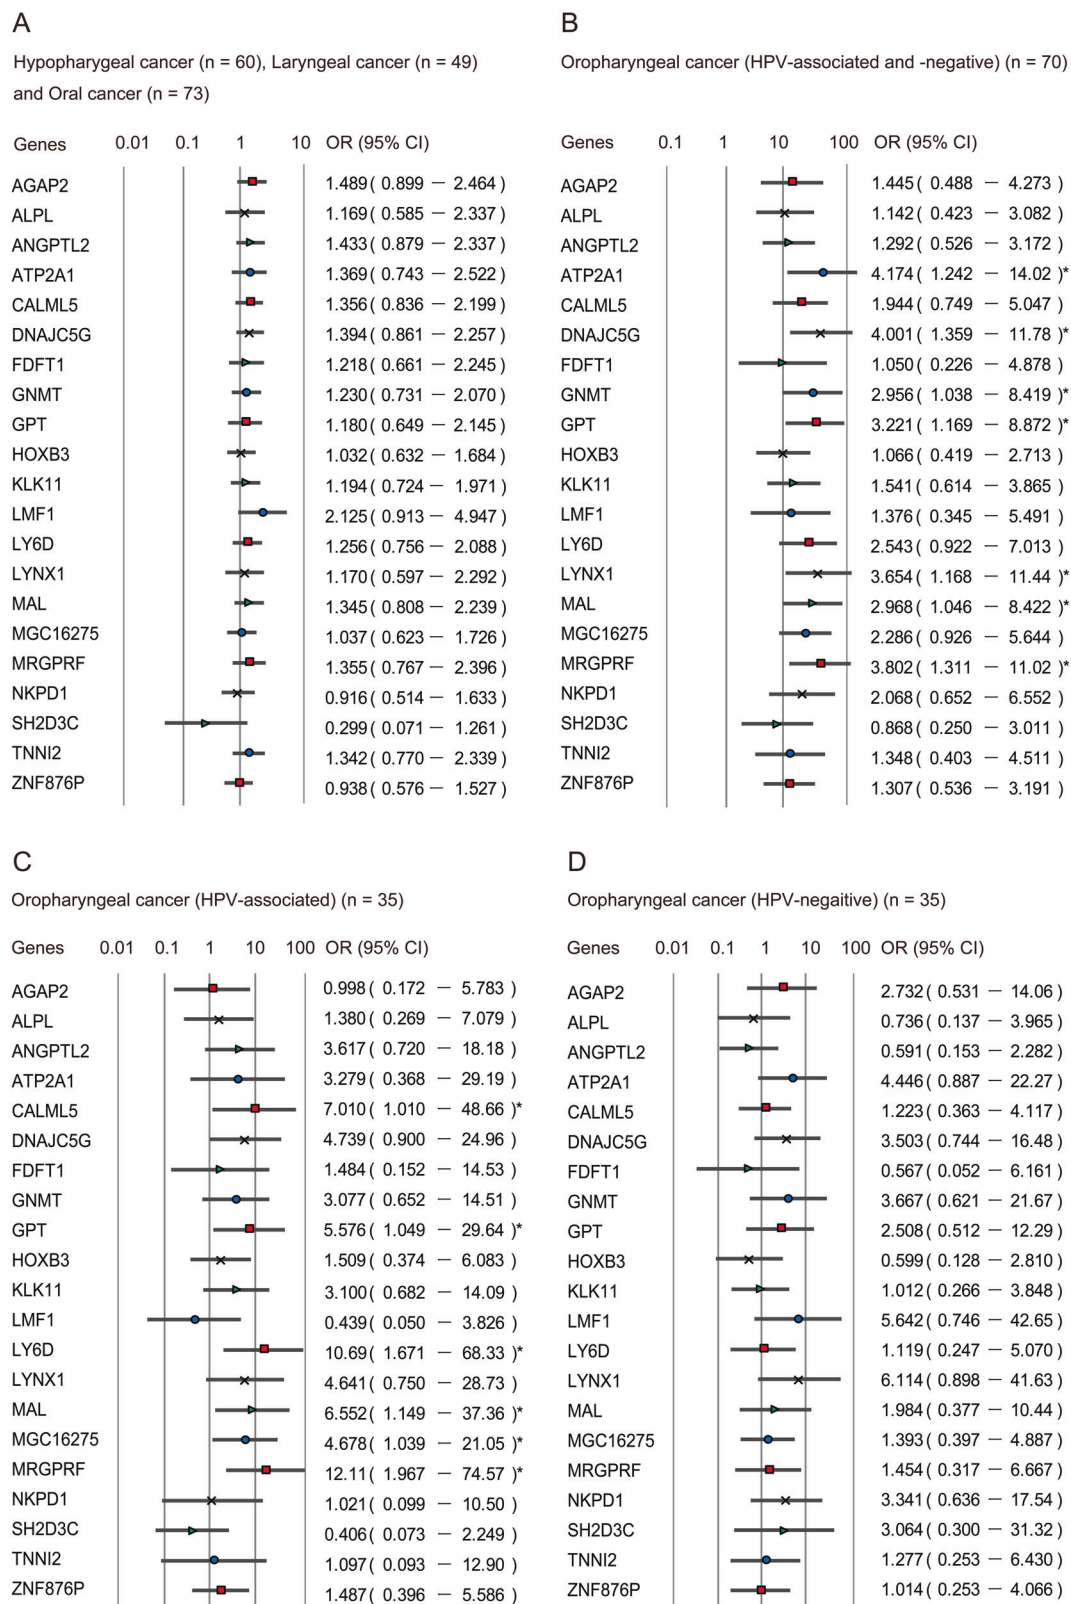 A
Hypopharygeal cancer (n = 60), Laryngeal cancer (n = 49)
and Oral cancer (n = 73)
Genes 0.01 0.1 1 10 OR (95% CI)
AGAP2 1.489 ( 0.899 — 2.464 )
ALPL 1.169 ( 0.585 — 2.337 )
ANGPTL2 1.433 ( 0.879 — 2.337 )
ATP2A1 1.369 ( 0.743 — 2.522 )
CALML5 1.356 ( 0.836 — 2.199 )
DNAJC5G 1.394 ( 0.861 — 2.257 )
FDFT1 1.218 ( 0.661 — 2.245 )
GNMT 1.230 ( 0.731 — 2.070 )
GPT 1.180 ( 0.649 — 2.145 )
HOXB3 1.032 ( 0.632 — 1.684 )
KLK11 1.194 ( 0.724 — 1.971 )
LMF1 2.125 ( 0.913 — 4.947 )
LY6D 1.256 ( 0.756 — 2.088 )
LYNX1 1.170 ( 0.597 — 2.292 )
MAL 1.345 ( 0.808 — 2.239 )
MGC16275 1.037 ( 0.623 — 1.726 )
MRGPRF 1.355 ( 0.767 — 2.396 )
NKPD1 0.916 ( 0.514 — 1.633 )
SH2D3C 0.299 ( 0.071 — 1.261 )
TNNI2 1.342 ( 0.770 — 2.339 )
ZNF876P 0.938 ( 0.576 — 1.527 )
B
Oropharyngeal cancer (HPV-associated and -negative) (n = 70)
Genes 0.1 1 10 100 OR (95% CI)
AGAP2 1.445 ( 0.488 — 4.273 )
ALPL 1.142 ( 0.423 — 3.082 )
ANGPTL2 1.292 ( 0.526 — 3.172 )
ATP2A1 4.174 ( 1.242 — 14.02 )*
CALML5 1.944 ( 0.749 — 5.047 )
DNAJC5G 4.001 ( 1.359 — 11.78 )*
FDFT1 1.050 ( 0.226 — 4.878 )
GNMT 2.956 ( 1.038 — 8.419 )*
GPT 3.221 ( 1.169 — 8.872 )*
HOXB3 1.066 ( 0.419 — 2.713 )
KLK11 1.541 ( 0.614 — 3.865 )
LMF1 1.376 ( 0.345 — 5.491 )
LY6D 2.543 ( 0.922 — 7.013 )
LYNX1 3.654 ( 1.168 — 11.44 )*
MAL 2.968 ( 1.046 — 8.422 )*
MGC16275 2.286 ( 0.926 — 5.644 )
MRGPRF 3.802 ( 1.311 — 11.02 )*
NKPD1 2.068 ( 0.652 — 6.552 )
SH2D3C 0.868 ( 0.250 — 3.011 )
TNNI2 1.348 ( 0.403 — 4.511 )
ZNF876P 1.307 ( 0.536 — 3.191 )
C
Oropharyngeal cancer (HPV-associated) (n = 35)
Genes 0.01 0.1 1 10 100 OR (95% CI)
AGAP2 0.998 ( 0.172 — 5.783 )
ALPL 1.380 ( 0.269 — 7.079 )
ANGPTL2 3.617 ( 0.720 — 18.18 )
ATP2A1 3.279 ( 0.368 — 29.19 )
CALML5 7.010 ( 1.010 — 48.66 )*
DNAJC5G 4.739 ( 0.900 — 24.96 )
FDFT1 1.484 ( 0.152 — 14.53 )
GNMT 3.077 ( 0.652 — 14.51 )
GPT 5.576 ( 1.049 — 29.64 )*
HOXB3 1.509 ( 0.374 — 6.083 )
KLK11 3.100 ( 0.682 — 14.09 )
LMF1 0.439 ( 0.050 — 3.826 )
LY6D 10.69 ( 1.671 — 68.33 )*
LYNX1 4.641 ( 0.750 — 28.73 )
MAL 6.552 ( 1.149 — 37.36 )*
MGC16275 4.678 ( 1.039 — 21.05 )*
MRGPRF 12.11 ( 1.967 — 74.57 )*
NKPD1 1.021 ( 0.099 — 10.50 )
SH2D3C 0.406 ( 0.073 — 2.249 )
TNNI2 1.097 ( 0.093 — 12.90 )
ZNF876P 1.487 ( 0.396 — 5.586 )
D
Oropharyngeal cancer (HPV-negaitive) (n = 35)
Genes 0.01 0.1 1 10 100 OR (95% CI)
AGAP2 2.732 ( 0.531 — 14.06 )
ALPL 0.736 ( 0.137 — 3.965 )
ANGPTL2 0.591 ( 0.153 — 2.282 )
ATP2A1 4.446 ( 0.887 — 22.27 )
CALML5 1.223 ( 0.363 — 4.117 )
DNAJC5G 3.503 ( 0.744 — 16.48 )
FDFT1 0.567 ( 0.052 — 6.161 )
GNMT 3.667 ( 0.621 — 21.67 )
GPT 2.508 ( 0.512 — 12.29 )
HOXB3 0.599 ( 0.128 — 2.810 )
KLK11 1.012 ( 0.266 — 3.848 )
LMF1 5.642 ( 0.746 — 42.65 )
LY6D 1.119 ( 0.247 — 5.070 )
LYNX1 6.114 ( 0.898 — 41.63 )
MAL 1.984 ( 0.377 — 10.44 )
MGC16275 1.393 ( 0.397 — 4.887 )
MRGPRF 1.454 ( 0.317 — 6.667 )
NKPD1 3.341 ( 0.636 — 17.54 )
SH2D3C 3.064 ( 0.300 — 31.32 )
TNNI2 1.277 ( 0.253 — 6.430 )
ZNF876P 1.014 ( 0.253 — 4.066 )